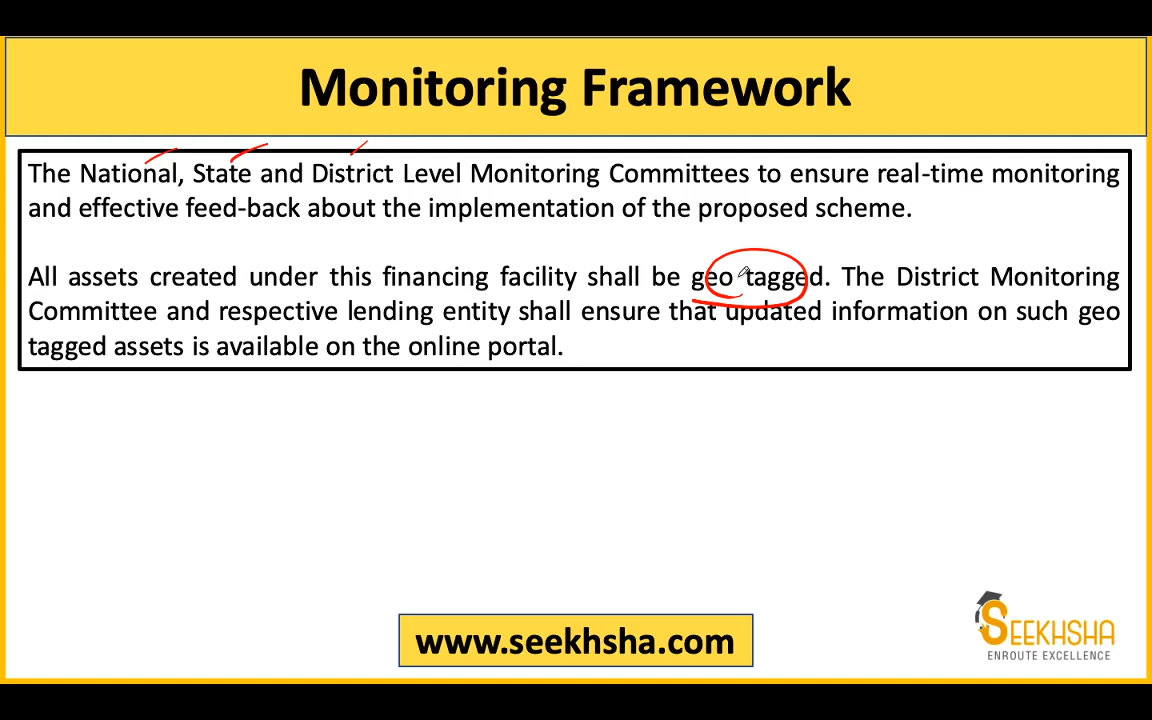 Monitoring Framework
The National, State and District Level Monitoring Committees to ensure real-time monitoring
and effective feed-back about the implementation of the proposed scheme.
All assets created under this financing facility shall be geo tagged. The District Monitoring
Committee and respective lending entity shall ensure that updated information on such geo
tagged assets is available on the online portal.
www.seekhsha.com
SEEKHSHA
ENROUTE EXCELLENCE